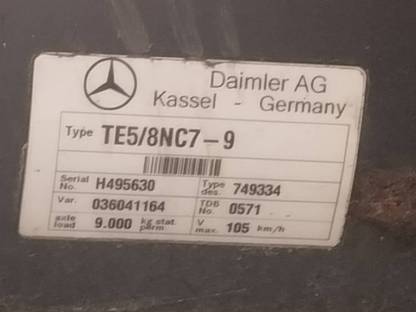 Daimler AG
Kassel - Germany
Type TE5/8NC7-9
Serial No. H495630 Type des. 749334
Var. 036041164 TDB No. 0571
axle load 9.000 kg stat. perm V max. 105 km/h